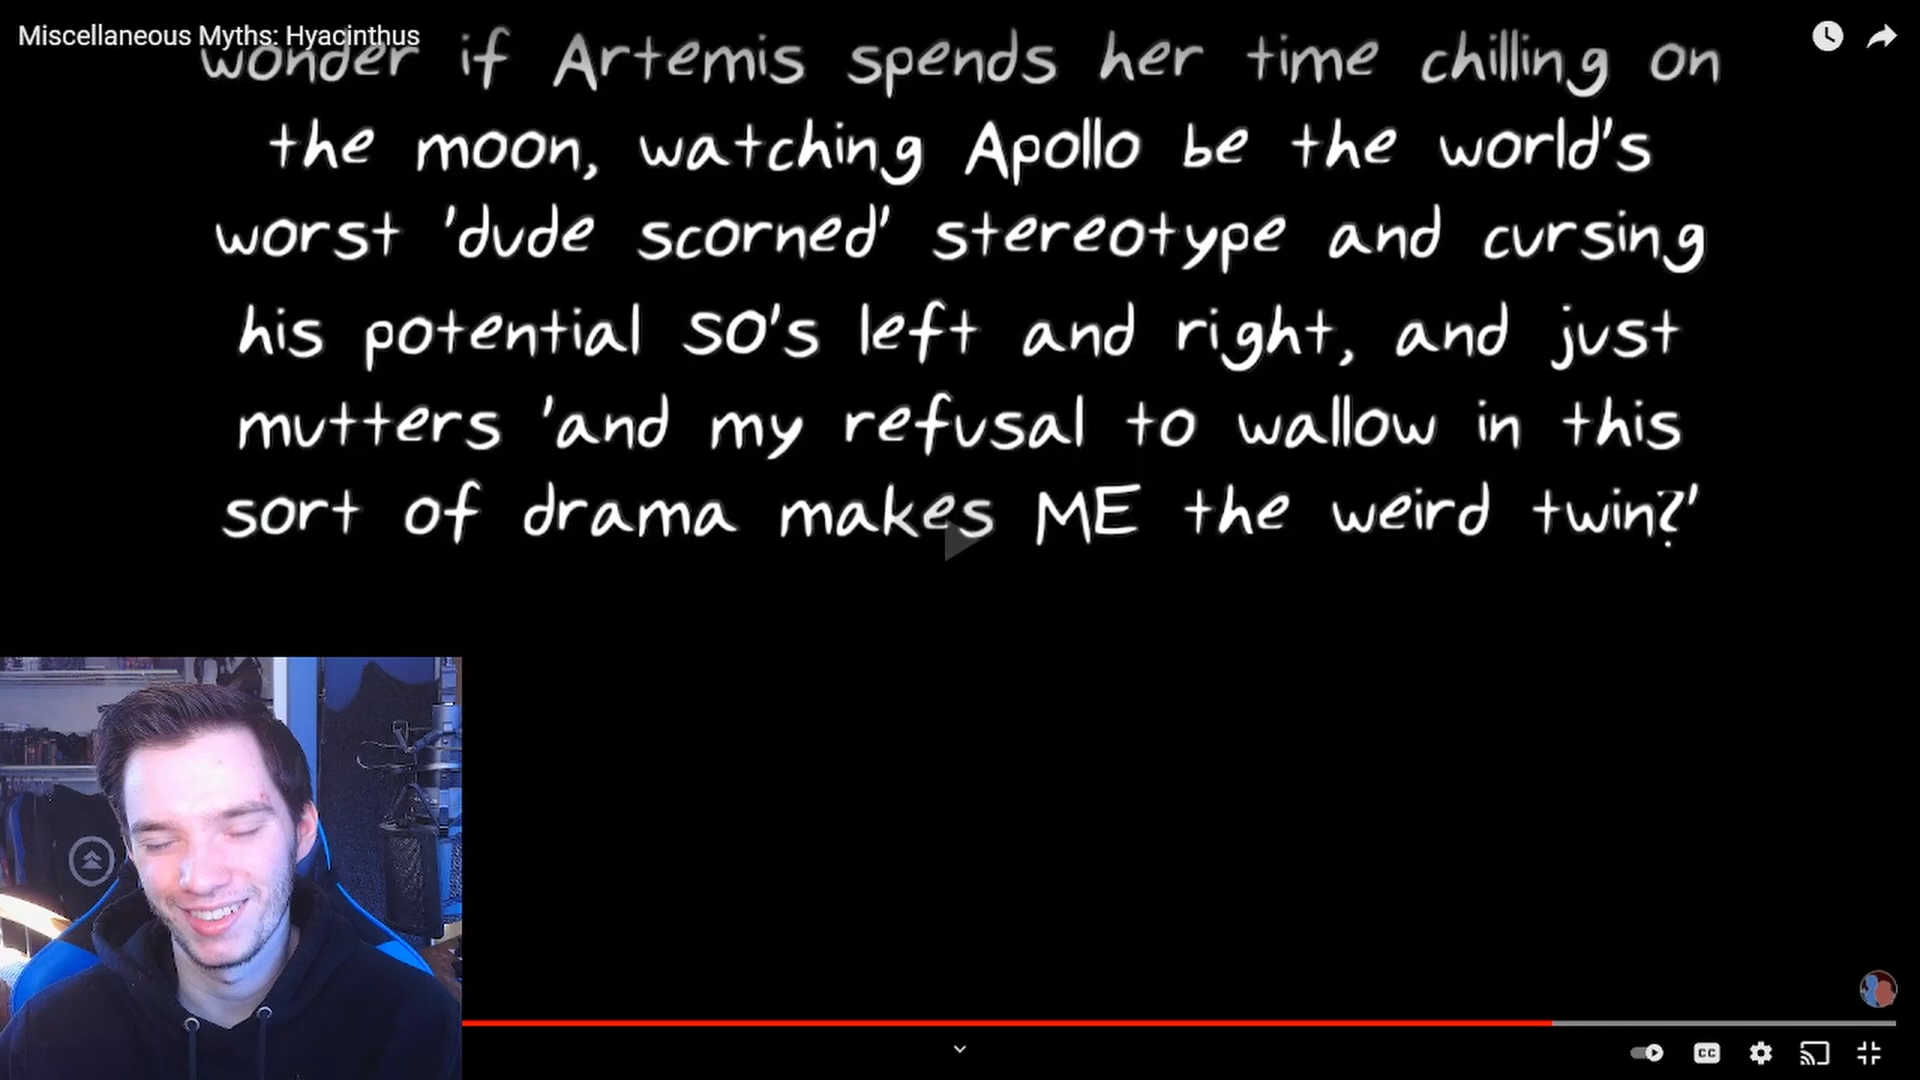 Miscellaneous Myths: Hyacinthus
wonder if Artemis spends her time chilling on
the moon, watching Apollo be the world's
worst 'dude scorned' stereotype and cursing
his potential SO's left and right, and just
mutters 'and my refusal to wallow in this
sort of drama makes ME the weird twin?'
CC